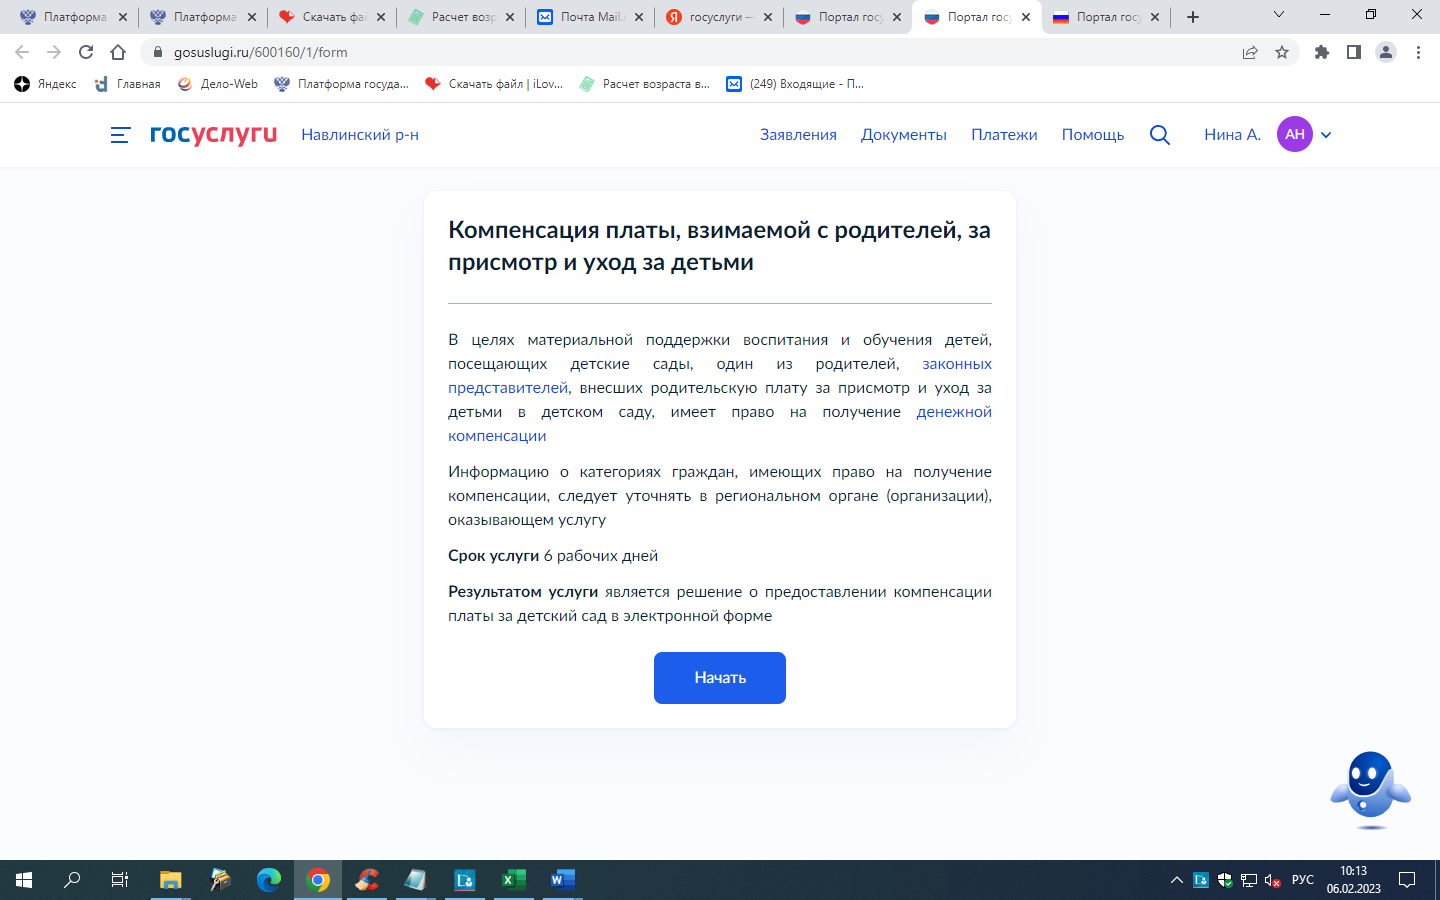 Платформа
Платформа
Скачать фай
Расчет возр
Почта Mail.
госуслуги —
Портал госу
Портал госу
Портал госу
gosuslugi.ru/600160/1/form
Яндекс
Главная
Дело-Web
Платформа госуда...
Скачать файл | iLov...
Расчет возраста в...
(249) Входящие - П...
госуслуги
Навлинский р-н
Заявления
Документы
Платежи
Помощь
Нина А.
АН
Компенсация платы, взимаемой с родителей, за
присмотр и уход за детьми
В целях материальной поддержки воспитания и обучения детей,
посещающих детские сады, один из родителей, законных
представителей, внесших родительскую плату за присмотр и уход за
детьми в детском саду, имеет право на получение денежной
компенсации
Информацию о категориях граждан, имеющих право на получение
компенсации, следует уточнять в региональном органе (организации),
оказывающем услугу
Срок услуги 6 рабочих дней
Результатом услуги является решение о предоставлении компенсации
платы за детский сад в электронной форме
Начать
РУС
10:13
06.02.2023